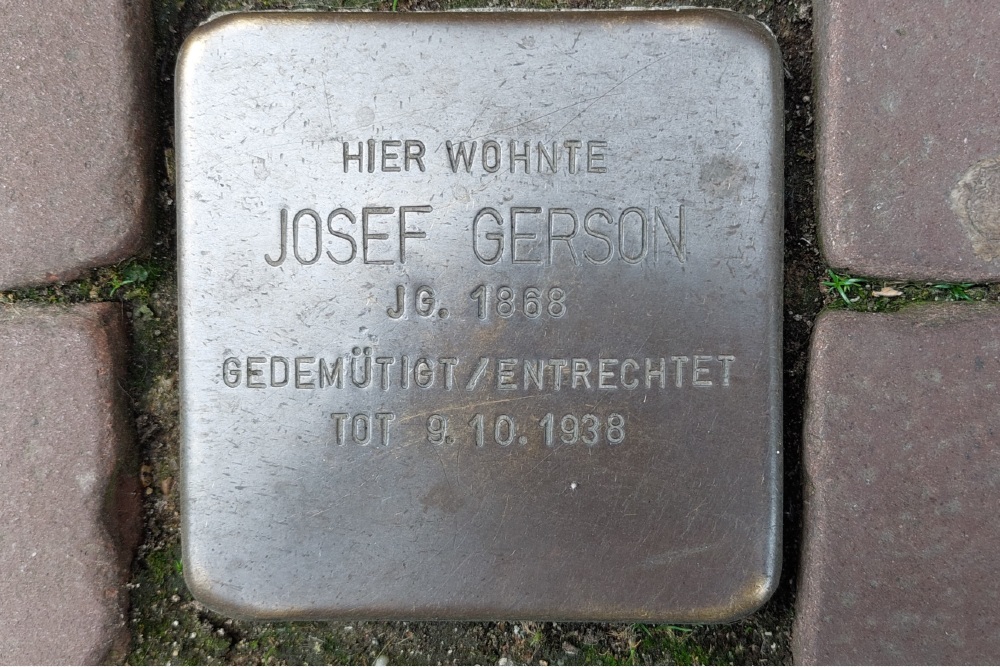 HIER WOHNTE
JOSEF GERSON
JG. 1868
GEDEMÜTIGT/ENTRECHTET
TOT 9.10.1938